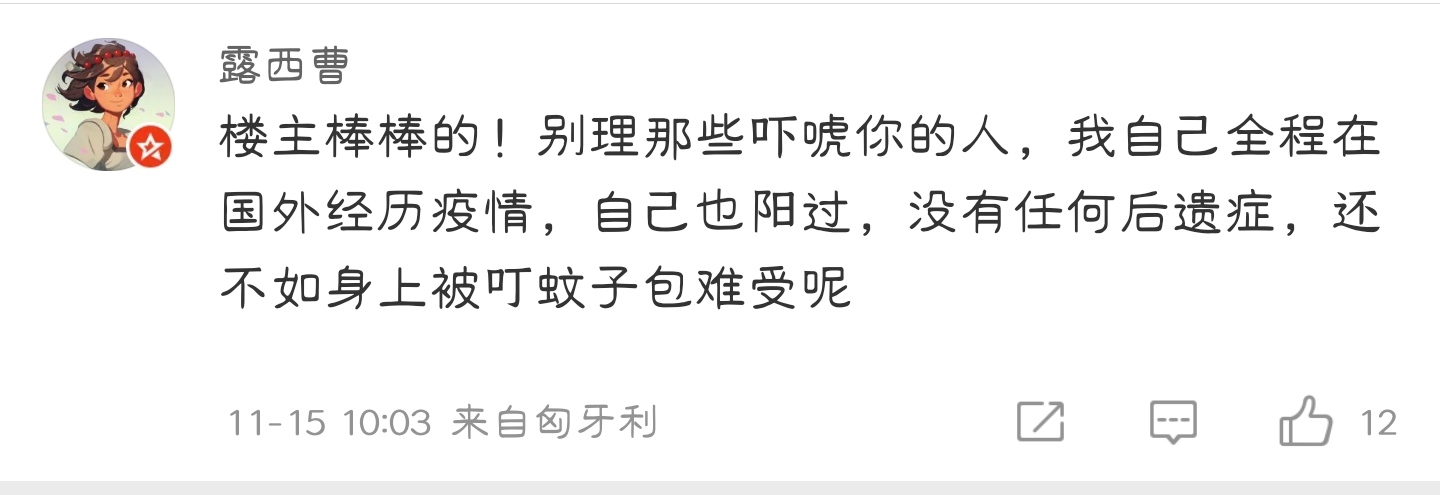 露西曹
楼主棒棒的！别理那些吓唬你的人，我自己全程在
国外经历疫情，自己也阳过，没有任何后遗症，还
不如身上被叮蚊子包难受呢
11-15 10:03 来自匈牙利
12